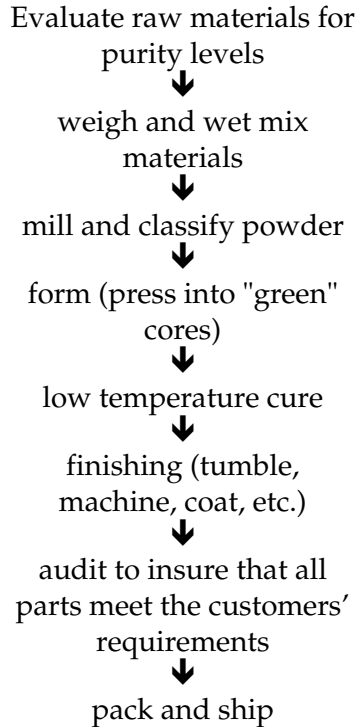 Evaluate raw materials for
purity levels
🡻
weigh and wet mix
materials
🡻
mill and classify powder
🡻
form (press into "green"
cores)
🡻
low temperature cure
🡻
finishing (tumble,
machine, coat, etc.)
🡻
audit to insure that all
parts meet the customers’
requirements
🡻
pack and ship